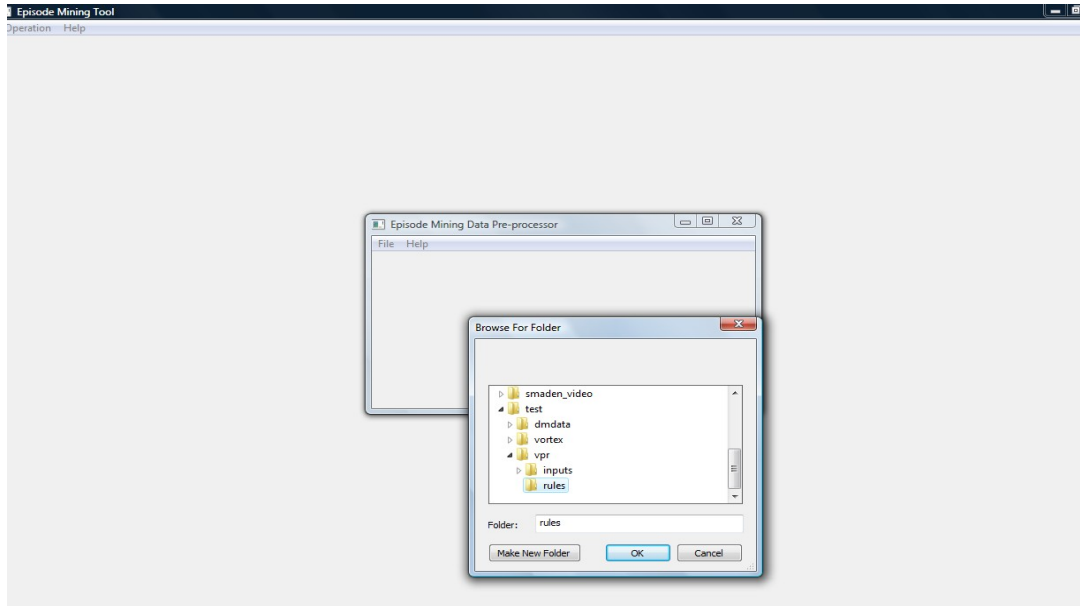 Episode Mining Tool
Operation Help
Episode Mining Data Pre-processor
File Help
Browse For Folder
smaden_video
test
dmdata
vortex
vpr
inputs
rules
Folder: rules
Make New Folder OK Cancel